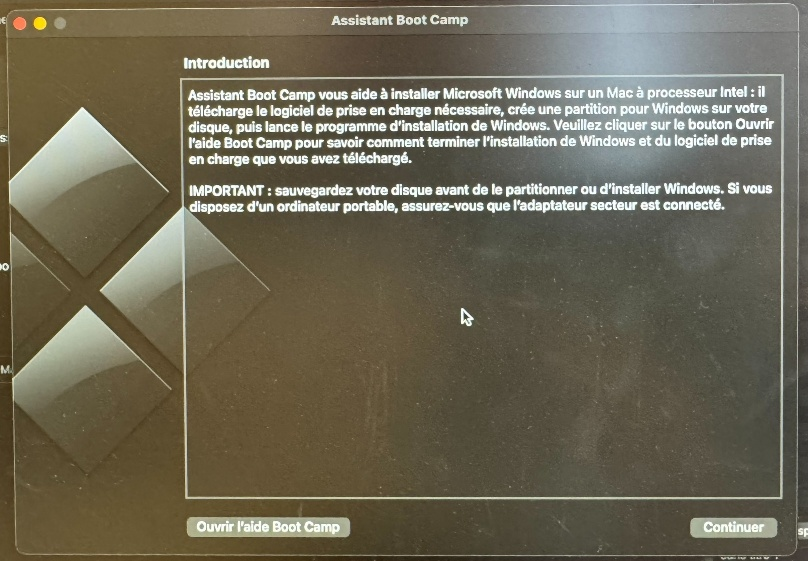 Assistant Boot Camp
Introduction
Assistant Boot Camp vous aide à installer Microsoft Windows sur un Mac à processeur Intel : il
télécharge le logiciel de prise en charge nécessaire, crée une partition pour Windows sur votre
disque, puis lance le programme d'installation de Windows. Veuillez cliquer sur le bouton Ouvrir
l'aide Boot Camp pour savoir comment terminer l'installation de Windows et du logiciel de prise
en charge que vous avez téléchargé.
IMPORTANT : sauvegardez votre disque avant de le partitionner ou d'installer Windows. Si vous
disposez d'un ordinateur portable, assurez-vous que l'adaptateur secteur est connecté.
Ouvrir l'aide Boot Camp
Continuer